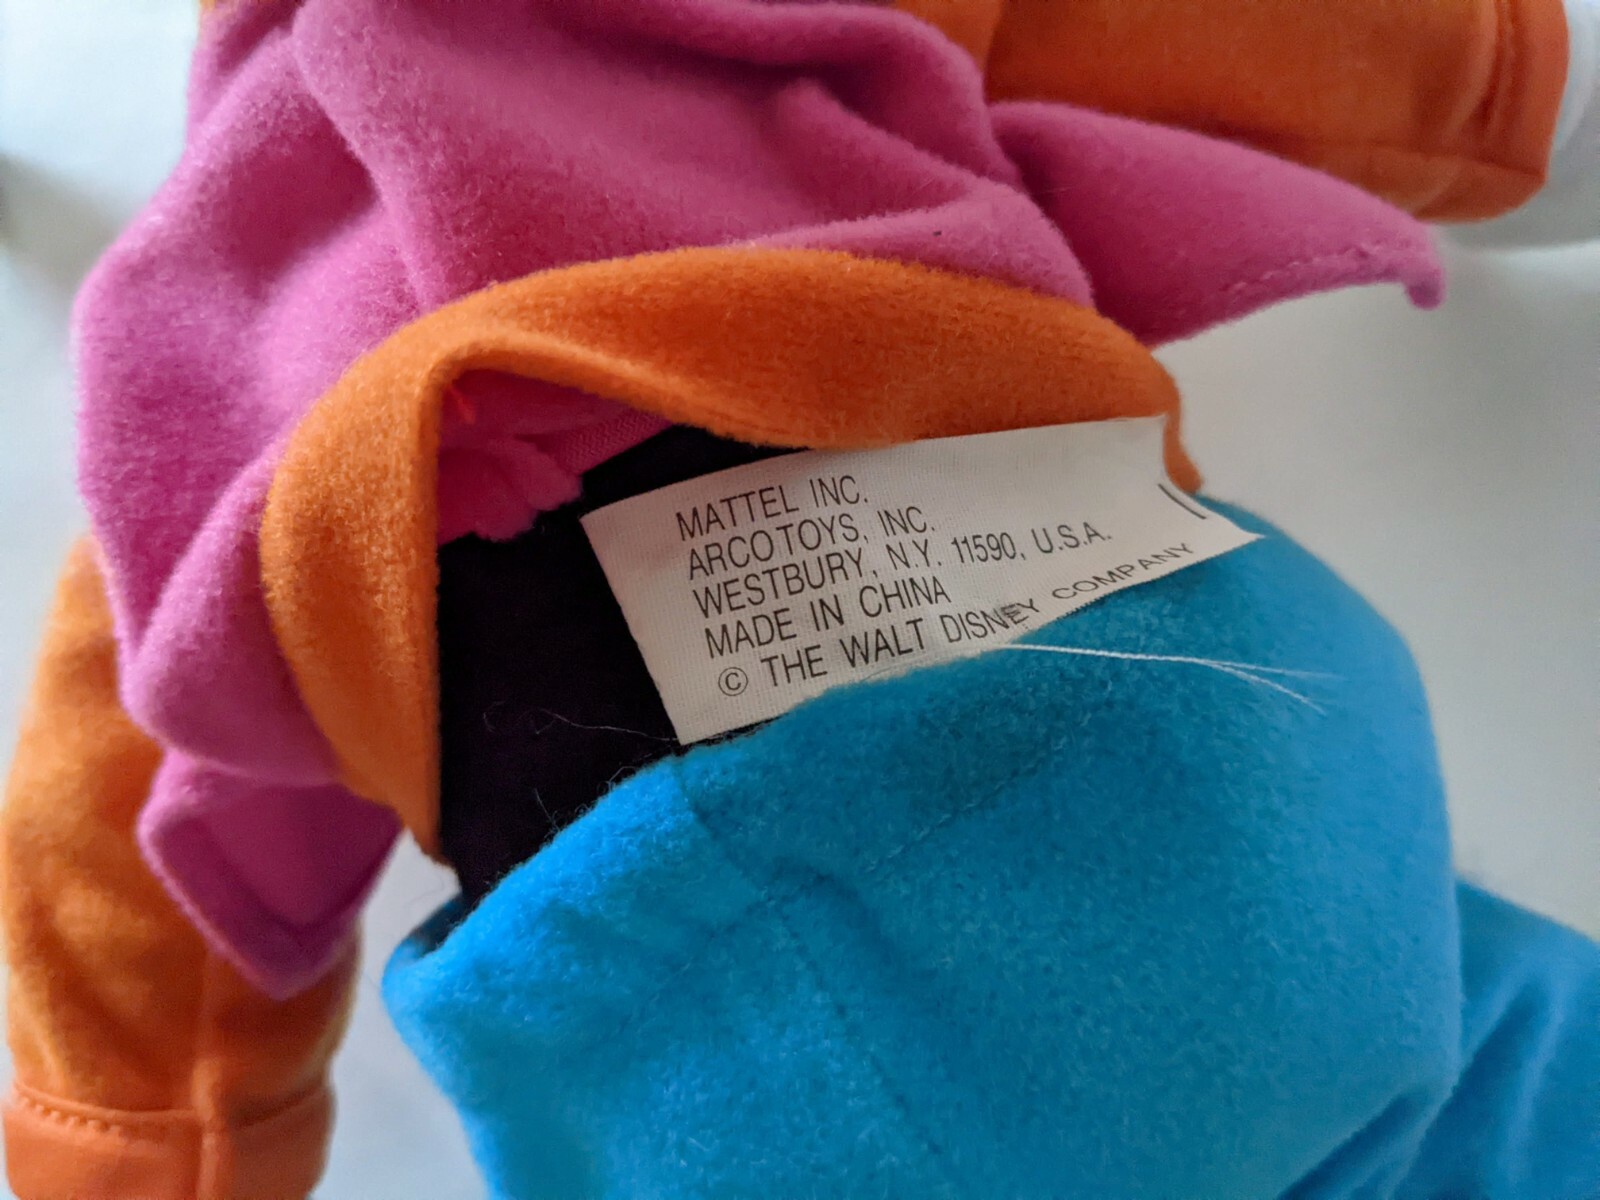 MATTEL INC.
ARCOTOYS, INC.
WESTBURY, N.Y. 11590, U.S.A.
MADE IN CHINA
© THE WALT DISNEY COMPANY